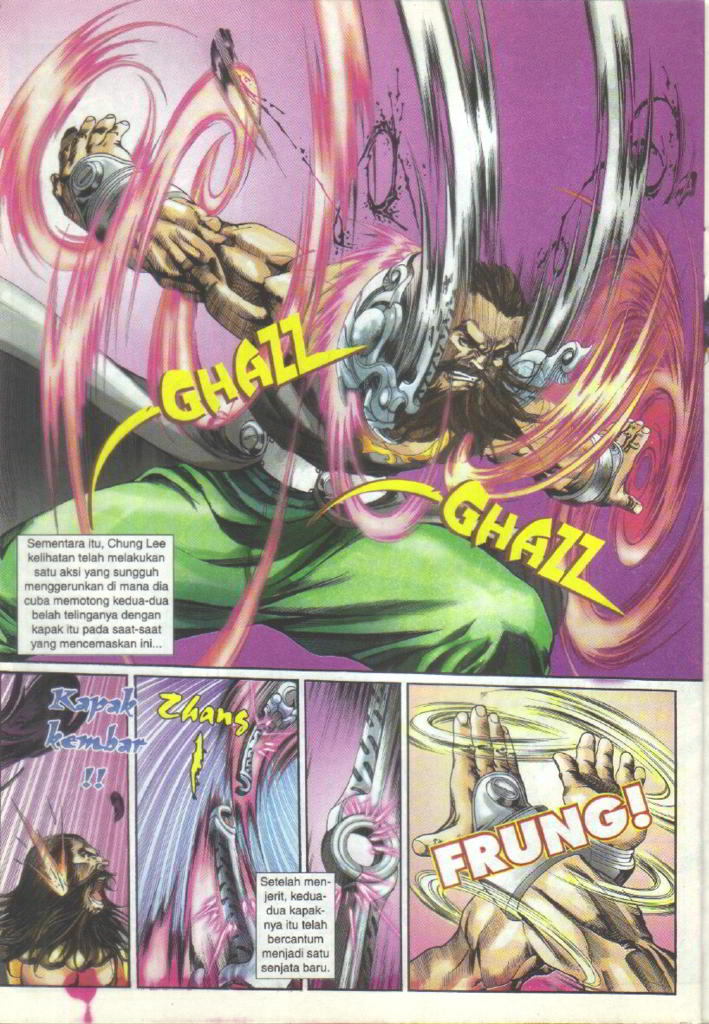 GHAZZ
GHAZZ
Sementara itu, Chung Lee
kelihatan telah melakukan
satu aksi yang sungguh
menggerunkan di mana dia
cuba memotong kedua-dua
belah telinganya dengan
kapak itu pada saat-saat
yang mencemaskan ini...
Kapak
kembar
!!
Zhang
!
Setelah men-
jerit, kedua-
dua kapak-
nya itu telah
bercantum
menjadi satu
senjata baru.
FRUNG!